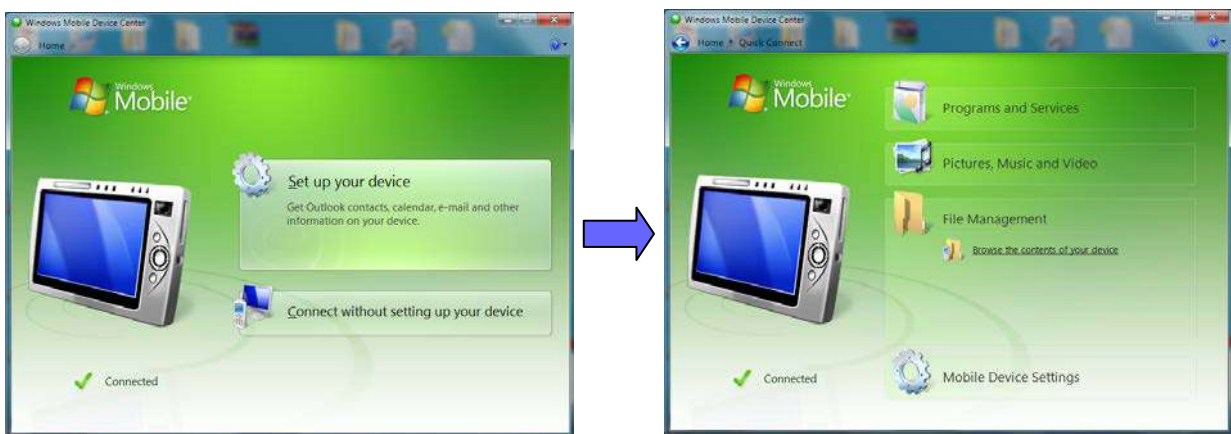 Windows Mobile Device Center
Home
Windows
Mobile
Set up your device
Get Outlook contacts, calendar, e-mail and other
information on your device.
Connect without setting up your device
Connected
Windows Mobile Device Center
Home
Quick Connect
Windows
Mobile
Programs and Services
Pictures, Music and Video
File Management
Browse the contents of your device
Mobile Device Settings
Connected